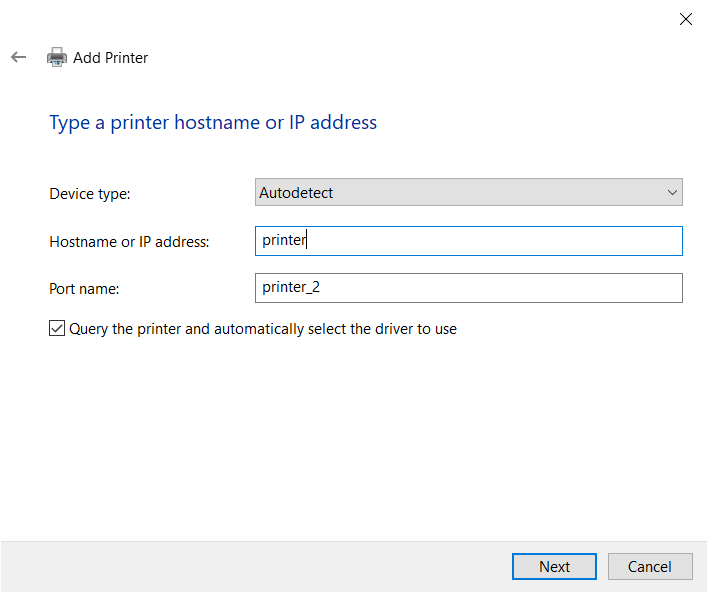 Add Printer
Type a printer hostname or IP address
Device type: Autodetect
Hostname or IP address: printer
Port name: printer_2
Query the printer and automatically select the driver to use
Next Cancel